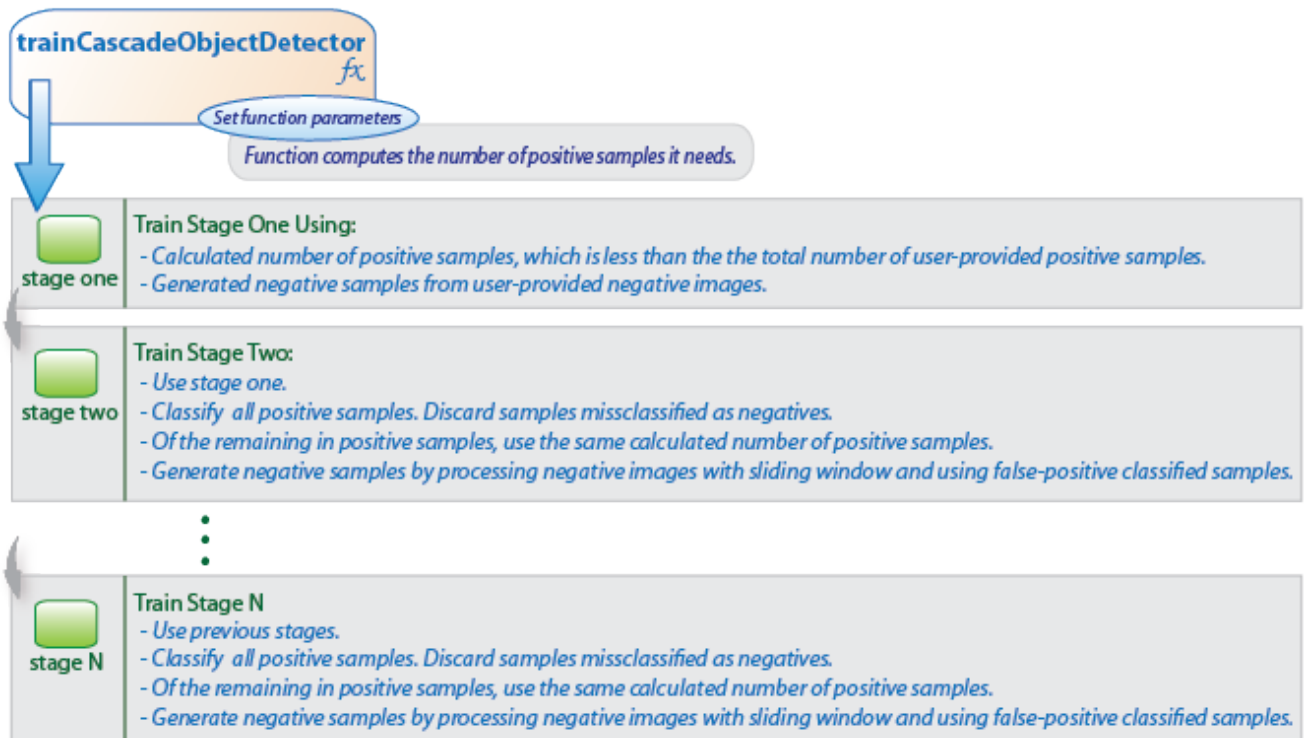 trainCascadeObjectDetector
fx
Set function parameters
Function computes the number of positive samples it needs.
stage one
Train Stage One Using:
- Calculated number of positive samples, which is less than the the total number of user-provided positive samples.
- Generated negative samples from user-provided negative images.
stage two
Train Stage Two:
- Use stage one.
- Classify all positive samples. Discard samples missclassified as negatives.
- Of the remaining in positive samples, use the same calculated number of positive samples.
- Generate negative samples by processing negative images with sliding window and using false-positive classified samples.
stage N
Train Stage N
- Use previous stages.
- Classify all positive samples. Discard samples missclassified as negatives.
- Of the remaining in positive samples, use the same calculated number of positive samples.
- Generate negative samples by processing negative images with sliding window and using false-positive classified samples.